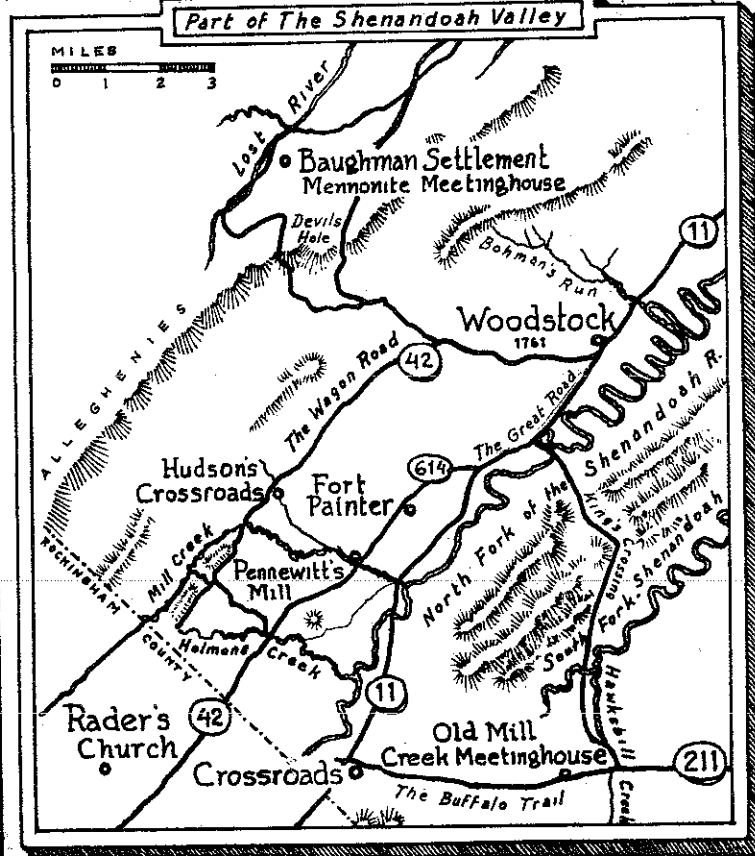 Part of The Shenandoah Valley
MILES
0 1 2 3
Lost River
Baughman Settlement
Mennonite Meetinghouse
Devils
Hole
11
Bohman's Run
Woodstock
1761
ALLEGHENIES
The Wagon Road
42
The Great Road
Shenandoah R.
614
Hudson's
Crossroads
Fort
Painter
King's Crossing
North Fork of the
South Fork-Shenandoah
Mill Creek
Pennewitt's
Mill
ROCKINGHAM
COUNTY
Holmans Creek
11
42
Rader's
Church
Old Mill
Creek Meetinghouse
Hawksbill
Creek
Crossroads
211
The Buffalo Trail